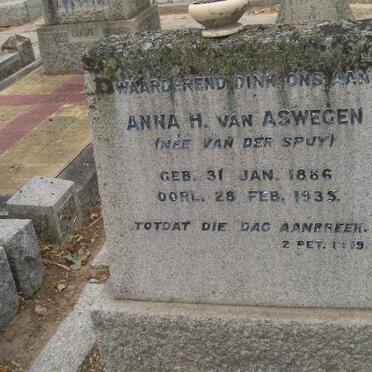 WAARDEREND DINK ONS AAN
ANNA H. VAN ASWEGEN
(NEE VAN DER SPUY)
GEB. 31 JAN. 1886
OORL. 28 FEB. 1935.
"TOTDAT DIE DAG AANBREEK."
2 PET. 1:19.